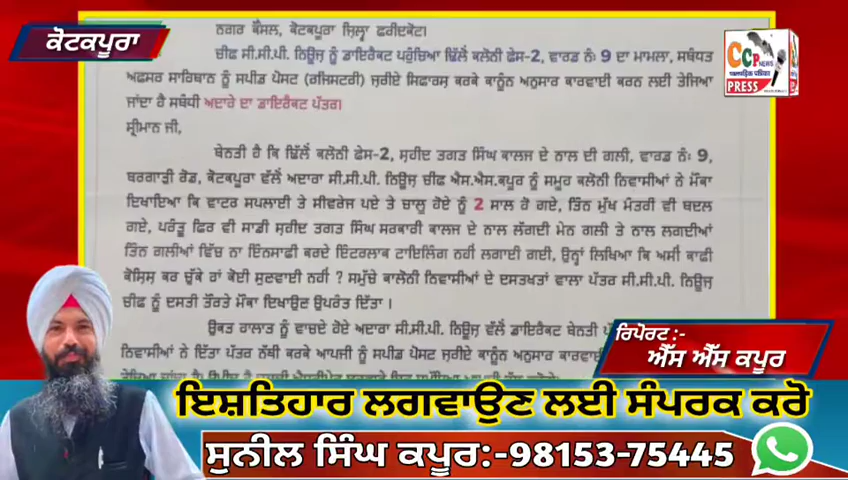 ਕੋਟਕਪੂਰਾ
ਨਗਰ ਕੌਂਸਲ, ਕੋਟਕਪੂਰਾ ਜ਼ਿਲ੍ਹਾ ਫਰੀਦਕੋਟ।
ਚੀਫ ਸੀ.ਸੀ.ਪੀ. ਨਿਊਜ਼ ਨੂੰ ਡਾਇਰੈਕਟ ਪਹੁੰਚਿਆ ਢਿੱਲੋਂ ਕਲੋਨੀ ਫੇਸ-2, ਵਾਰਡ ਨੰਃ 9 ਦਾ ਮਾਮਲਾ, ਸਬੰਧਤ
ਅਫਸਰ ਸਾਹਿਬਾਨ ਨੂੰ ਸਪੀਡ ਪੋਸਟ (ਰਜਿਸਟਰੀ) ਜ਼ਰੀਏ ਸਿਫਾਰਸ਼ ਕਰਕੇ ਕਾਨੂੰਨ ਅਨੁਸਾਰ ਕਾਰਵਾਈ ਕਰਨ ਲਈ ਭੇਜਿਆ
ਜਾਂਦਾ ਹੈ ਸਬੰਧੀ ਅਦਾਰੇ ਦਾ ਡਾਇਰੈਕਟ ਪੱਤਰ।
ਸ਼੍ਰੀਮਾਨ ਜੀ,
ਬੇਨਤੀ ਹੈ ਕਿ ਢਿੱਲੋਂ ਕਲੋਨੀ ਫੇਸ-2, ਸ਼ਹੀਦ ਭਗਤ ਸਿੰਘ ਕਾਲਜ ਦੇ ਨਾਲ ਦੀ ਗਲੀ, ਵਾਰਡ ਨੰਃ 9,
ਬਰਗਾੜੀ ਰੋਡ, ਕੋਟਕਪੂਰਾ ਵੱਲੋਂ ਅਦਾਰਾ ਸੀ.ਸੀ.ਪੀ. ਨਿਊਜ਼ ਚੀਫ ਐਸ.ਐਸ.ਕਪੂਰ ਨੂੰ ਸਮੂਹ ਕਲੋਨੀ ਨਿਵਾਸੀਆਂ ਨੇ ਮੌਕਾ
ਦਿਖਾਇਆ ਕਿ ਵਾਟਰ ਸਪਲਾਈ ਤੇ ਸੀਵਰੇਜ ਪਏ ਤੇ ਚਾਲੂ ਹੋਏ ਨੂੰ 2 ਸਾਲ ਹੋ ਗਏ, ਤਿੰਨ ਮੁੱਖ ਮੰਤਰੀ ਵੀ ਬਦਲ
ਗਏ, ਪਰੰਤੂ ਫਿਰ ਵੀ ਸਾਡੀ ਸ਼ਹੀਦ ਭਗਤ ਸਿੰਘ ਸਰਕਾਰੀ ਕਾਲਜ ਦੇ ਨਾਲ ਲੱਗਦੀ ਮੇਨ ਗਲੀ ਤੇ ਨਾਲ ਲਗਦੀਆਂ
ਤਿੰਨ ਗਲੀਆਂ ਵਿੱਚ ਨਾ ਇੰਨਸਾਫੀ ਕਰਦੇ ਇੰਟਰਲਾਕ ਟਾਇਲਿੰਗ ਨਹੀਂ ਲਗਾਈ ਗਈ, ਉਨ੍ਹਾਂ ਲਿਖਿਆ ਕਿ ਅਸੀਂ ਕਾਫੀ
ਕੋਸ਼ਿਸ਼ ਕਰ ਚੁੱਕੇ ਹਾਂ ਕੋਈ ਸੁਣਵਾਈ ਨਹੀਂ ? ਸਮੁੱਚੇ ਕਾਲੋਨੀ ਨਿਵਾਸੀਆਂ ਦੇ ਦਸਤਖਤਾਂ ਵਾਲਾ ਪੱਤਰ ਸੀ.ਸੀ.ਪੀ. ਨਿਊਜ਼
ਚੀਫ ਨੂੰ ਦਸਤੀ ਤੌਰਤੇ ਮੌਕਾ ਦਿਖਾਉਣ ਉਪਰੰਤ ਦਿੱਤਾ ।
ਉਕਤ ਹਾਲਾਤ ਨੂੰ ਵਾਚਦੇ ਹੋਏ ਅਦਾਰਾ ਸੀ.ਸੀ.ਪੀ. ਨਿਊਜ਼ ਵੱਲੋਂ ਡਾਇਰੈਕਟ ਬੇਨਤੀ
ਨਿਵਾਸੀਆਂ ਨੇ ਦਿੱਤਾ ਪੱਤਰ ਨੱਥੀ ਕਰਕੇ ਆਪਜੀ ਨੂੰ ਸਪੀਡ ਪੋਸਟ ਜ਼ਰੀਏ ਕਾਨੂੰਨ ਅਨੁਸਾਰ ਕਾਰਵਾਈ
CCP NEWS
PRESS
ਰਿਪੋਰਟ :-
ਐੱਸ ਐੱਸ ਕਪੂਰ
ਇਸ਼ਤਿਹਾਰ ਲਗਵਾਉਣ ਲਈ ਸੰਪਰਕ ਕਰੋ
ਸੁਨੀਲ ਸਿੰਘ ਕਪੂਰ:-98153-75445